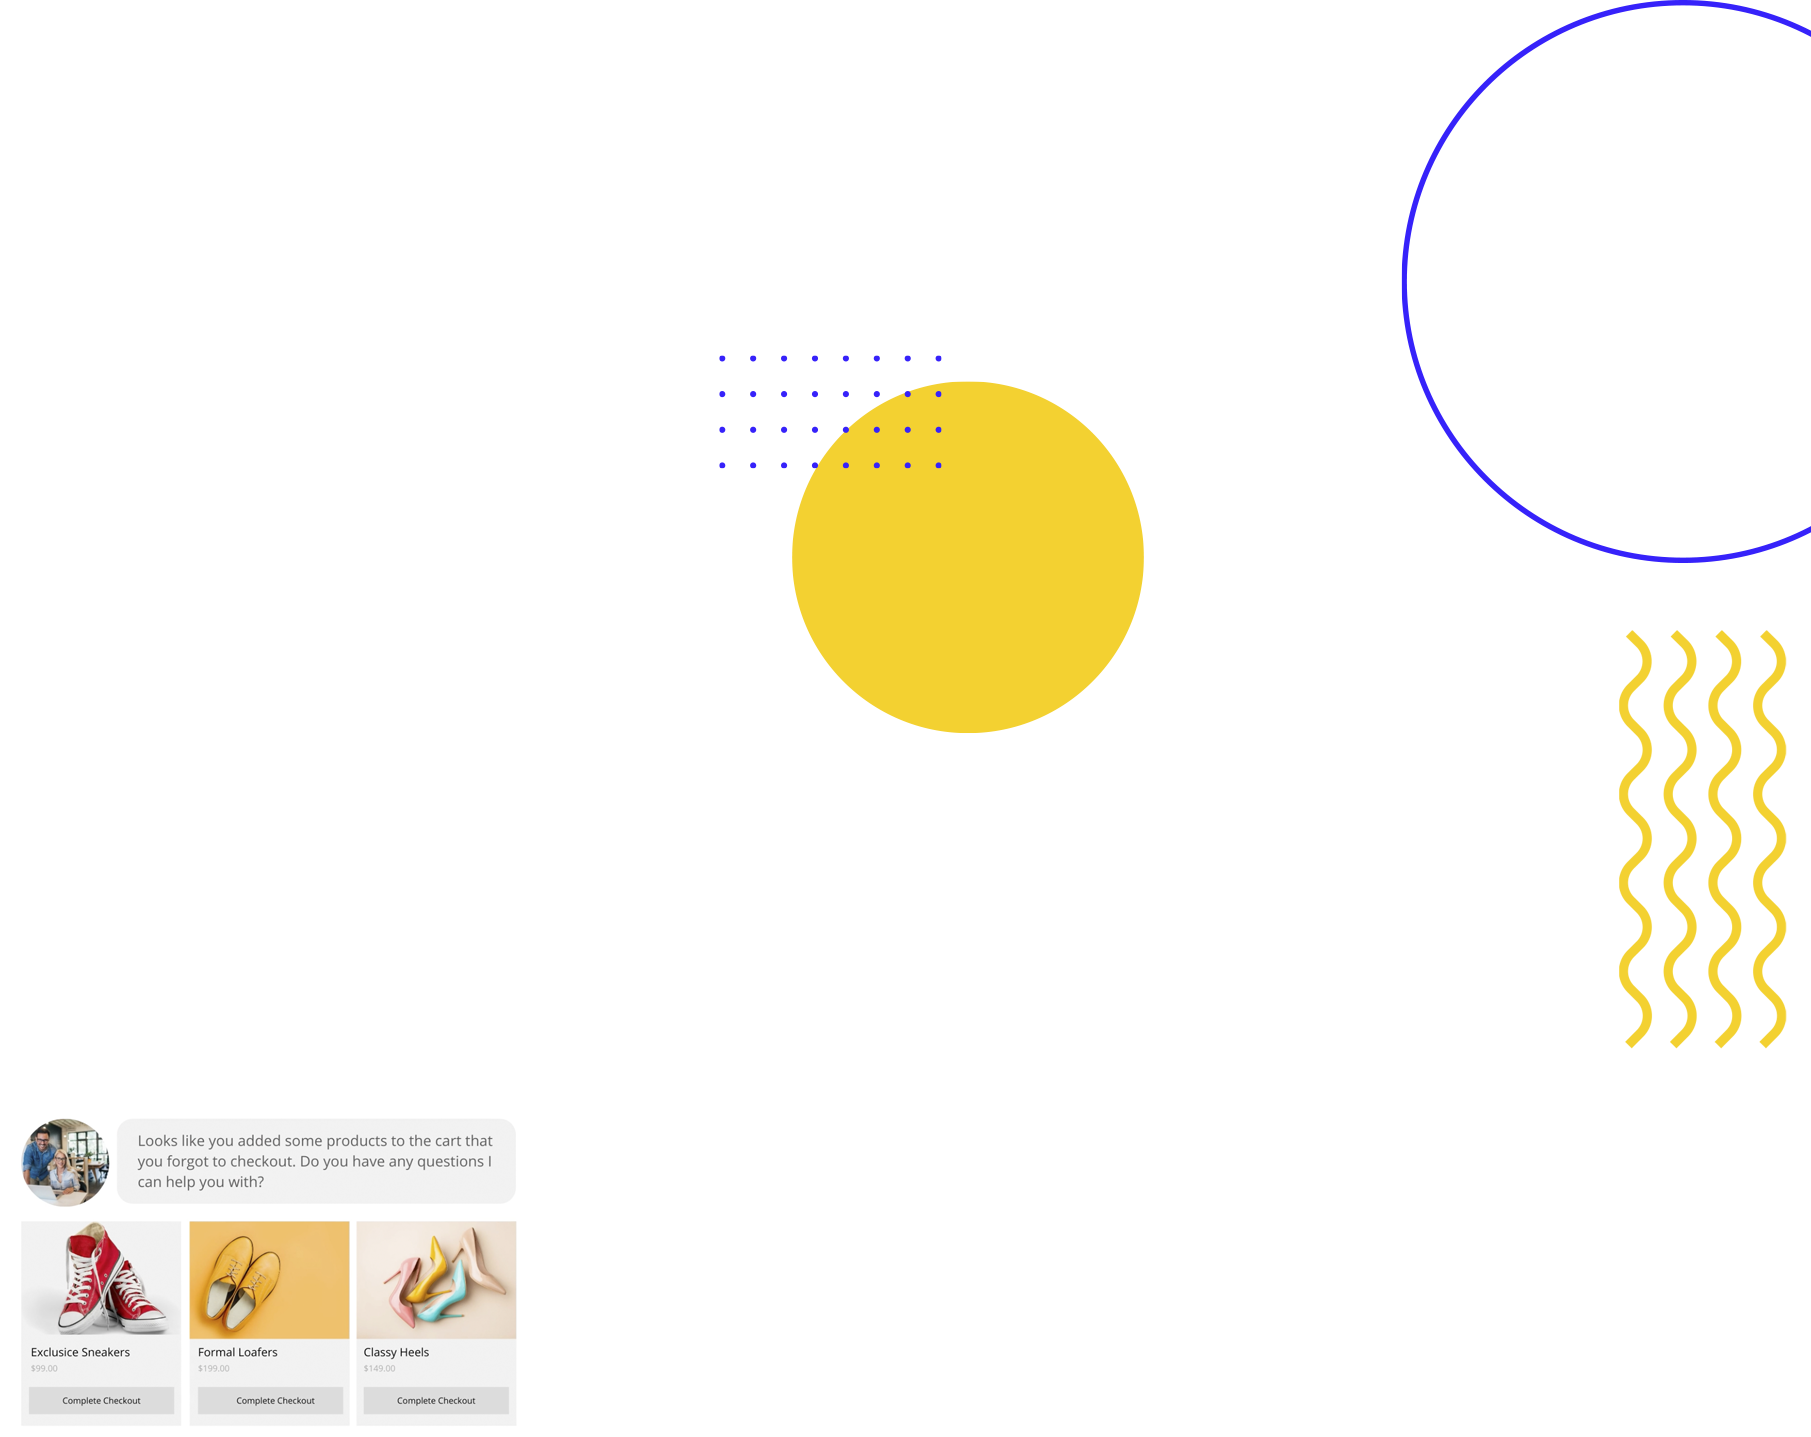 Looks like you added some products to the cart that
you forgot to checkout. Do you have any questions I
can help you with?
Exclusice Sneakers
$99.00
Complete Checkout
Formal Loafers
$199.00
Complete Checkout
Classy Heels
$149.00
Complete Checkout